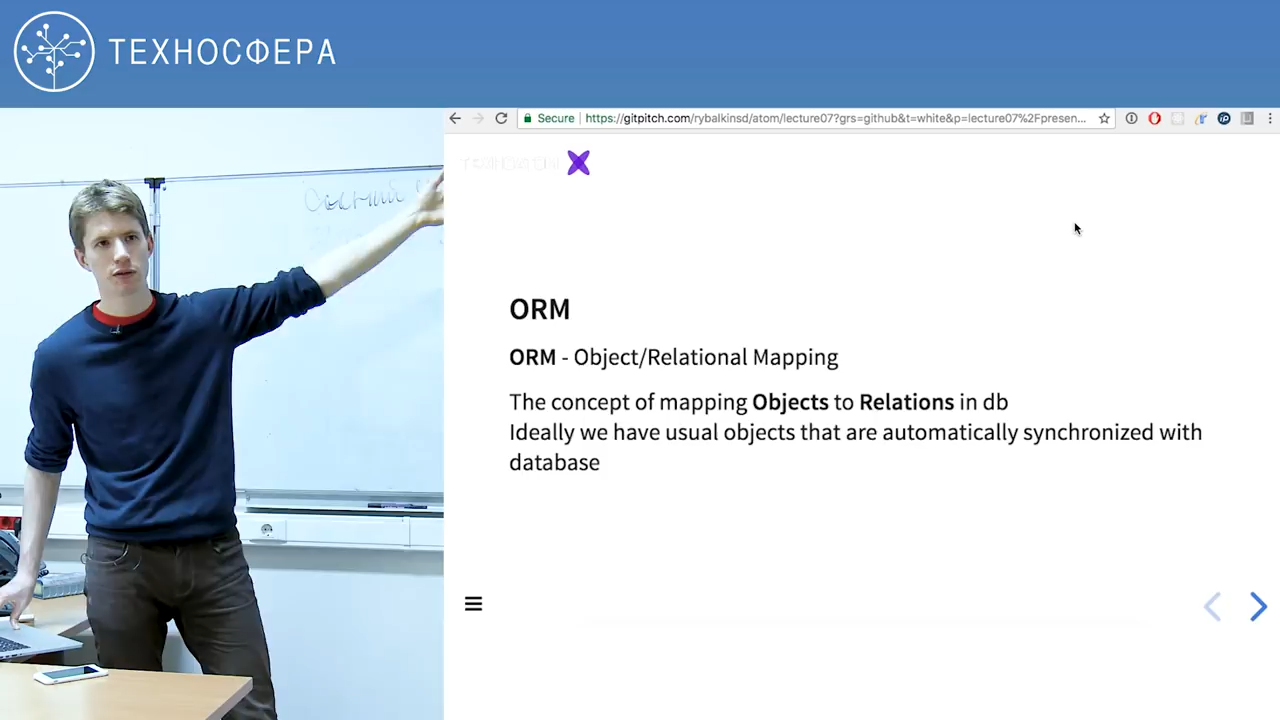 ТЕХНОСФЕРА
Secure https://gitpitch.com/rybalkinsd/atom/lecture07?grs=github&t=white&p=lecture07%2Fpresen...
ORM
ORM - Object/Relational Mapping
The concept of mapping Objects to Relations in db
Ideally we have usual objects that are automatically synchronized with
database